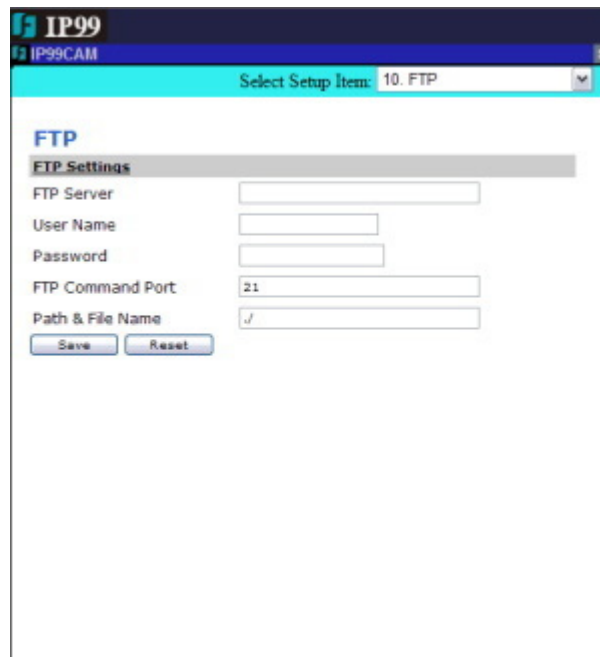 IP99
IP99CAM
Select Setup Item: 10. FTP
FTP
FTP Settings
FTP Server
User Name
Password
FTP Command Port 21
Path & File Name ./
Save Reset